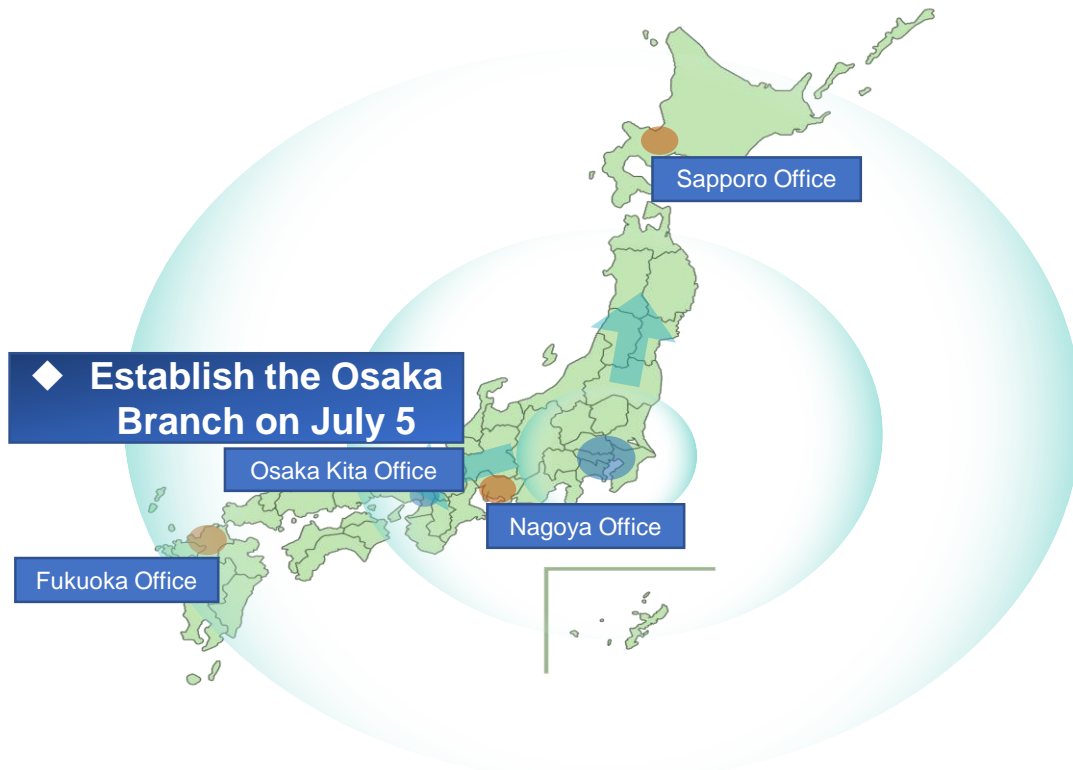 Sapporo Office
◆ Establish the Osaka
Branch on July 5
Osaka Kita Office
Nagoya Office
Fukuoka Office